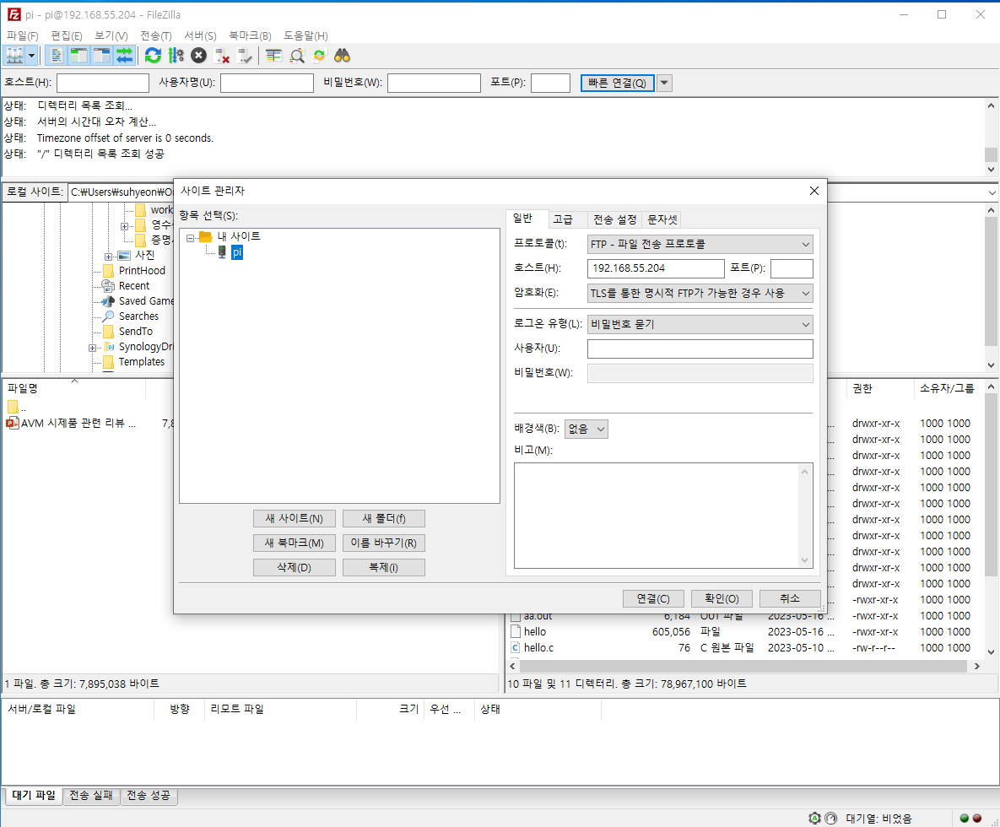 pi - pi@192.168.55.204 - FileZilla
파일(F) 편집(E) 보기(V) 전송(T) 서버(S) 북마크(B) 도움말(H)
호스트(H): 사용자명(U): 비밀번호(W): 포트(P): 빠른 연결(Q)
상태: 디렉터리 목록 조회...
상태: 서버의 시간대 오차 계산...
상태: Timezone offset of server is 0 seconds.
상태: "/" 디렉터리 목록 조회 성공
로컬 사이트: C:₩Users₩suhyeon₩O
work
영수
증명
사진
PrintHood
Recent
Saved Game
Searches
SendTo
SynologyDri
Templates
파일명
..
AVM 시제품 관련 리뷰 ... 7,8
1 파일. 총 크기: 7,895,038 바이트
사이트 관리자
항목 선택(S):
내 사이트
pi
새 사이트(N) 새 폴더(f)
새 북마크(M) 이름 바꾸기(R)
삭제(D) 복제(i)
일반 고급 전송 설정 문자셋
프로토콜(t): FTP - 파일 전송 프로토콜
호스트(H): 192.168.55.204 포트(P):
암호화(E): TLS를 통한 명시적 FTP가 가능한 경우 사용
로그온 유형(L): 비밀번호 묻기
사용자(U):
비밀번호(W):
배경색(B): 없음
비고(M):
연결(C) 확인(O) 취소
권한 소유자/그룹
... drwxr-xr-x 1000 1000
... drwxr-xr-x 1000 1000
... drwxr-xr-x 1000 1000
... drwxr-xr-x 1000 1000
... drwxr-xr-x 1000 1000
... drwxr-xr-x 1000 1000
... drwxr-xr-x 1000 1000
... drwxr-xr-x 1000 1000
... drwxr-xr-x 1000 1000
... drwxr-xr-x 1000 1000
... drwxr-xr-x 1000 1000
... -rwxr-xr-x 1000 1000
aa.out 6,184 OUT 파일 2023-05-16 ... -rwxr-xr-x 1000 1000
hello 605,056 파일 2023-05-16 ... -rwxr-xr-x 1000 1000
hello.c 76 C 원본 파일 2023-05-10 ... -rw-r--r-- 1000 1000
10 파일 및 11 디렉터리. 총 크기: 78,967,100 바이트
서버/로컬 파일 방향 리모트 파일 크기 우선 ... 상태
대기 파일 전송 실패 전송 성공
대기열: 비었음